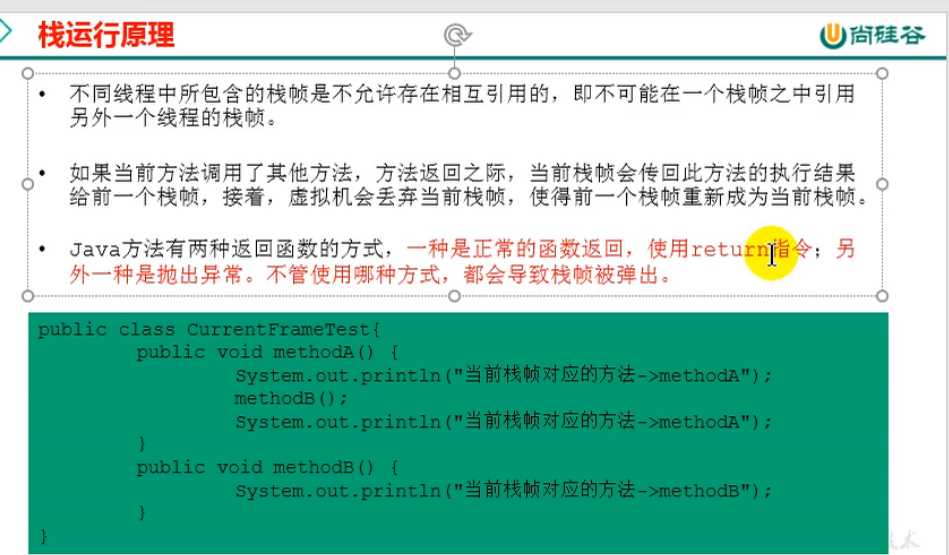 栈运行原理
尚硅谷
• 不同线程中所包含的栈帧是不允许存在相互引用的，即不可能在一个栈帧之中引用
另外一个线程的栈帧。
• 如果当前方法调用了其他方法，方法返回之际，当前栈帧会传回此方法的执行结果
给前一个栈帧，接着，虚拟机会丢弃当前栈帧，使得前一个栈帧重新成为当前栈帧。
• Java方法有两种返回函数的方式，一种是正常的函数返回，使用return指令；另
外一种是抛出异常。不管使用哪种方式，都会导致栈帧被弹出。
public class CurrentFrameTest{
public void methodA() {
System.out.println("当前栈帧对应的方法->methodA");
methodB();
System.out.println("当前栈帧对应的方法->methodA");
}
public void methodB() {
System.out.println("当前栈帧对应的方法->methodB");
}
}